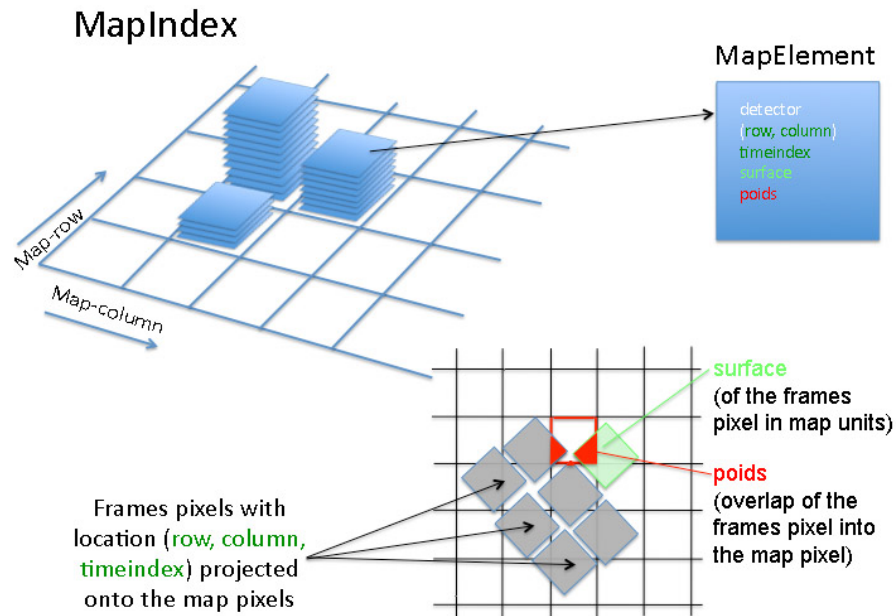 MapIndex
MapElement
detector
(row, column)
timeindex
surface
poids
Map-row
Map-column
surface
(of the frames
pixel in map units)
poids
(overlap of the
frames pixel into
the map pixel)
Frames pixels with
location (row, column,
timeindex) projected
onto the map pixels